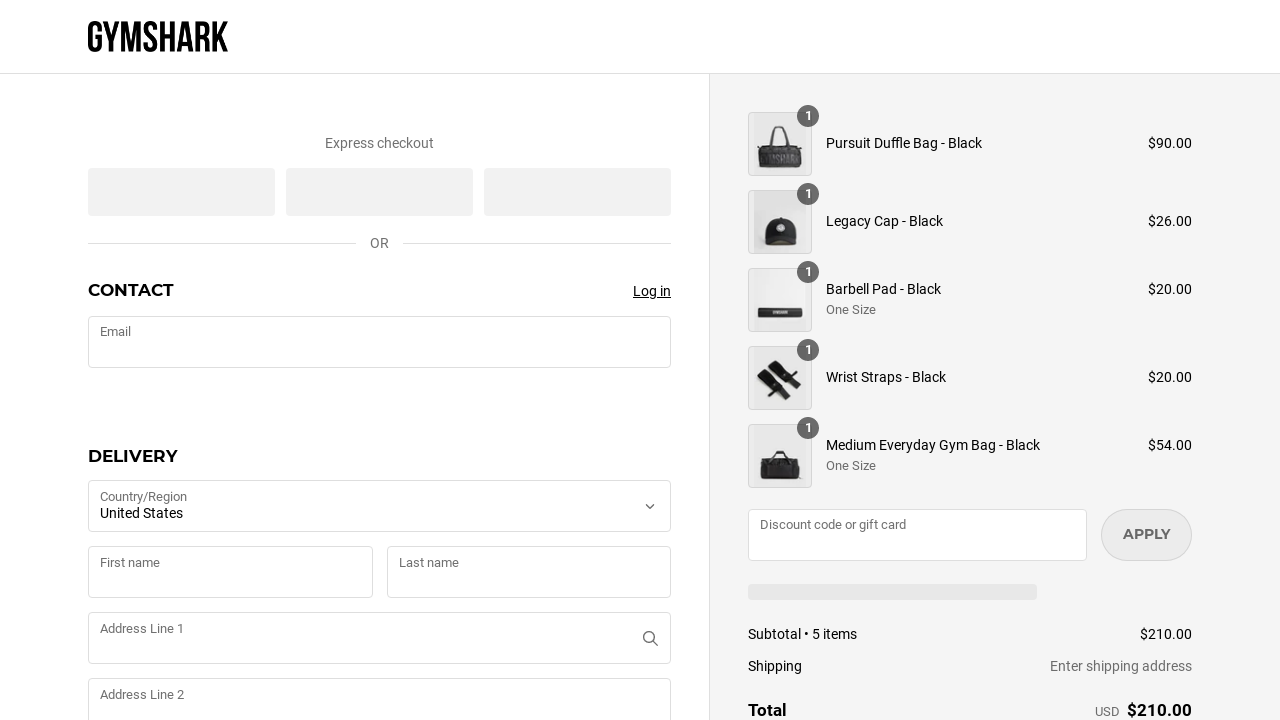 GYMSHARK
Express checkout
OR
CONTACT
Log in
Email
DELIVERY
Country/Region
United States
First name
Last name
Address Line 1
Address Line 2
1
Pursuit Duffle Bag - Black
$90.00
1
Legacy Cap - Black
$26.00
1
Barbell Pad - Black
One Size
$20.00
1
Wrist Straps - Black
$20.00
1
Medium Everyday Gym Bag - Black
One Size
$54.00
Discount code or gift card
APPLY
Subtotal • 5 items
$210.00
Shipping
Enter shipping address
Total
USD $210.00